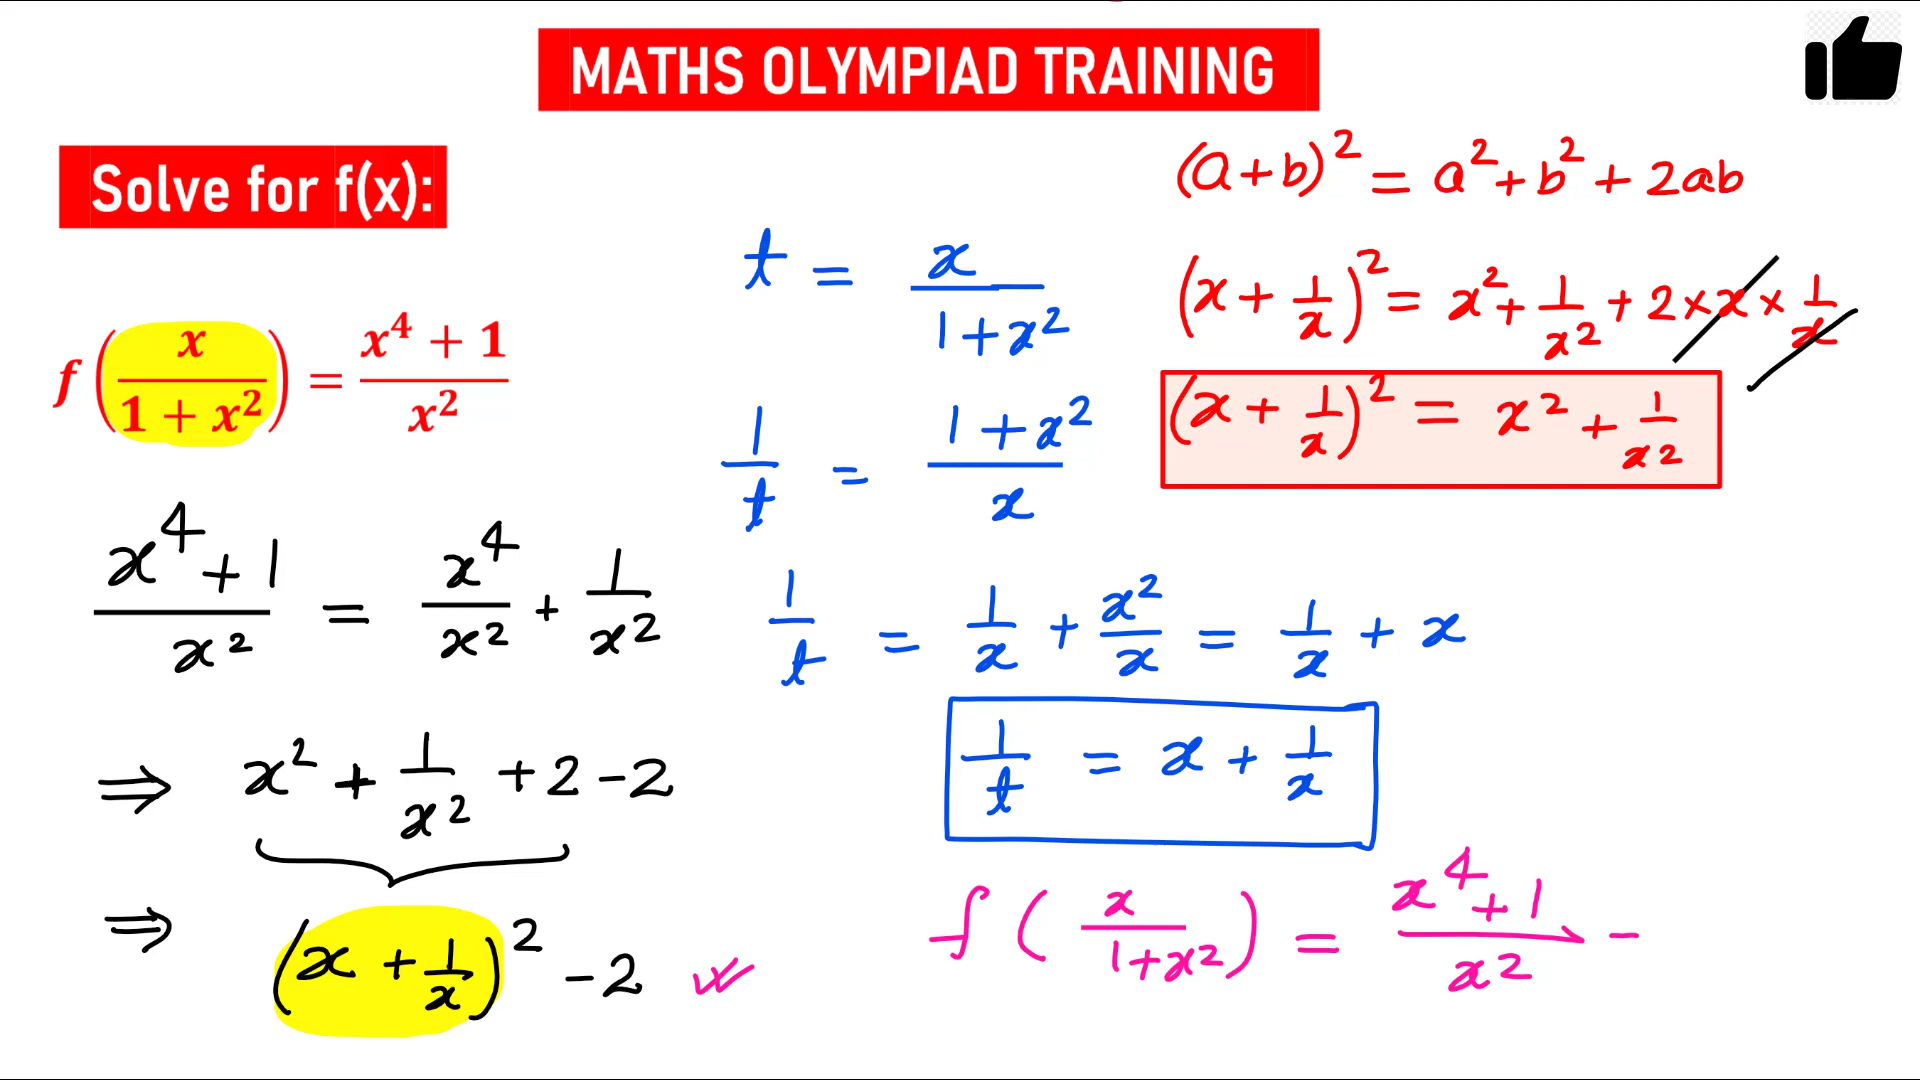 MATHS OLYMPIAD TRAINING
Solve for f(x):
f(x/(1 + x²)) = (x⁴ + 1)/x²
(x⁴ + 1)/x² = x⁴/x² + 1/x²
⇒ x² + 1/x² + 2 - 2
⇒ (x + 1/x)² - 2
t = x/(1 + x²)
1/t = (1 + x²)/x
1/t = 1/x + x²/x = 1/x + x
1/t = x + 1/x
(a + b)² = a² + b² + 2ab
(x + 1/x)² = x² + 1/x² + 2 × x × 1/x
(x + 1/x)² = x² + 1/x²
f(x/(1 + x²)) = (x⁴ + 1)/x² -